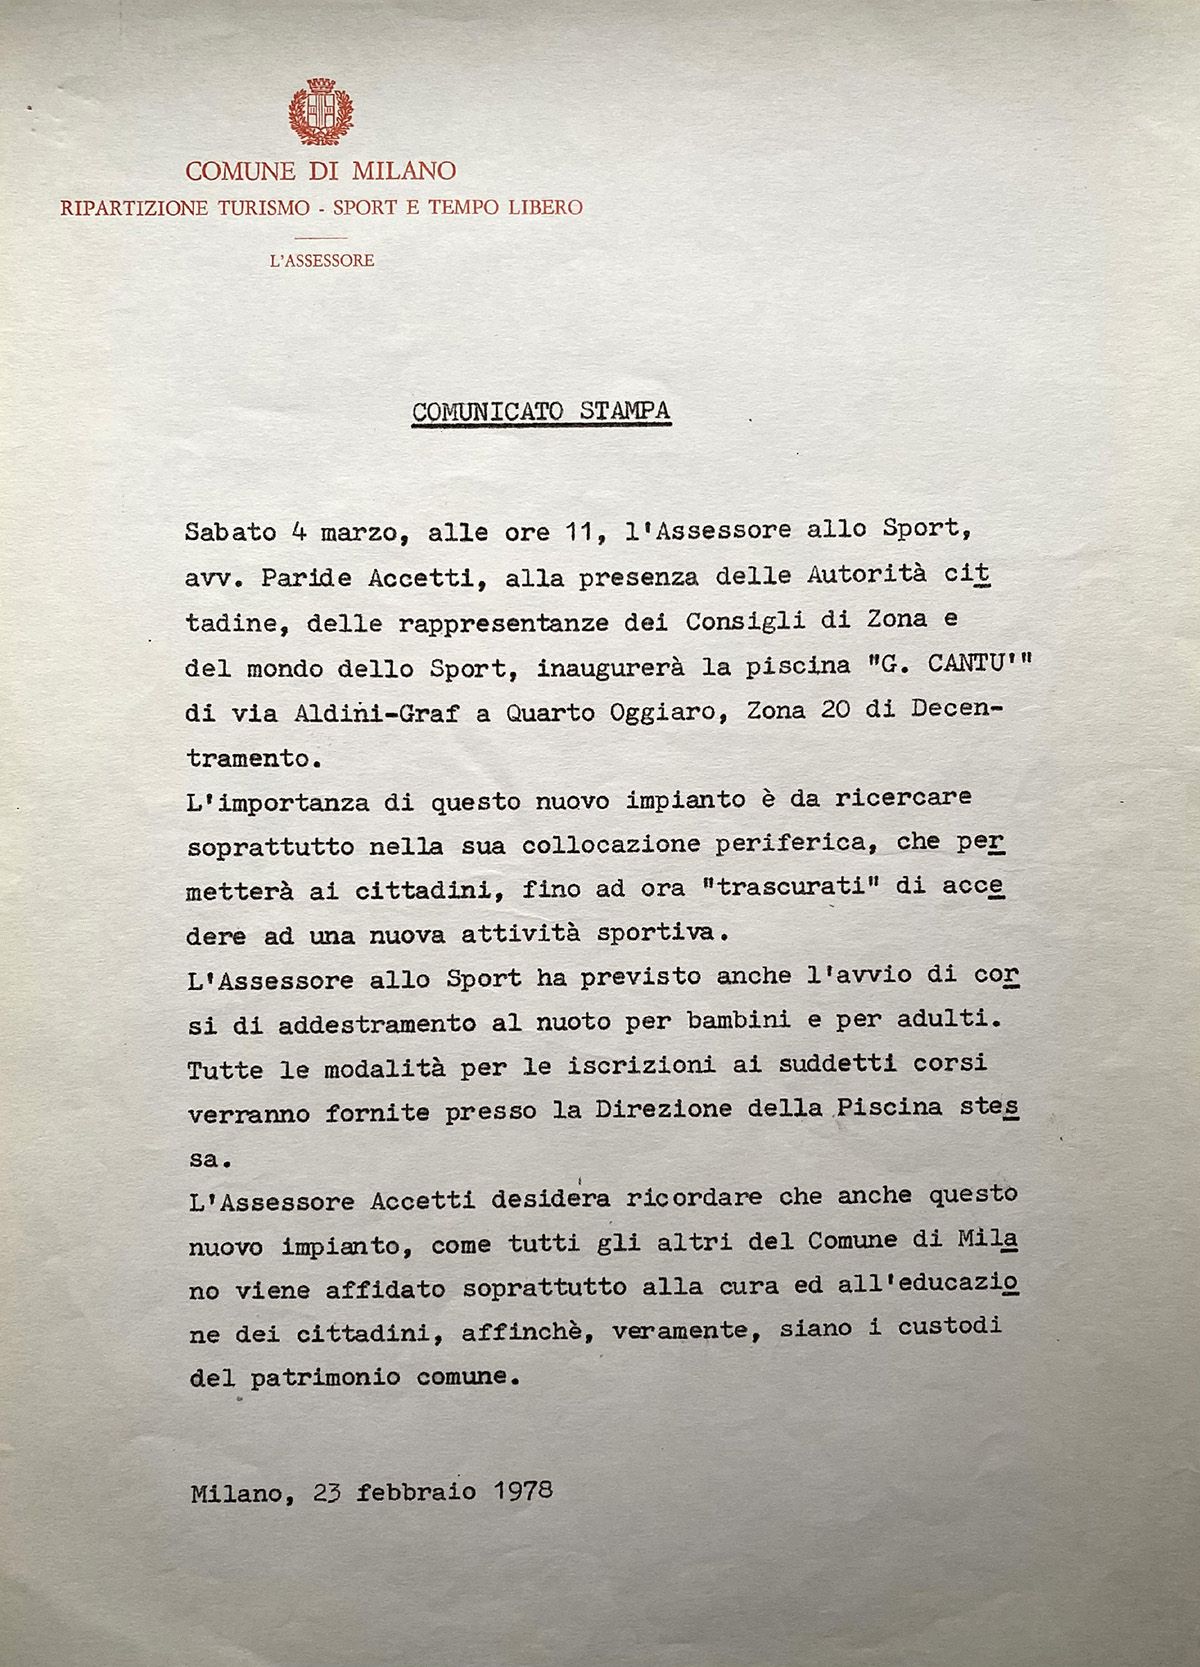 COMUNE DI MILANO
RIPARTIZIONE TURISMO - SPORT E TEMPO LIBERO
L'ASSESSORE
COMUNICATO STAMPA
Sabato 4 marzo, alle ore 11, l'Assessore allo Sport,
avv. Paride Accetti, alla presenza delle Autorità cit
tadine, delle rappresentanze dei Consigli di Zona e
del mondo dello Sport, inaugurerà la piscina "G. CANTU'"
di via Aldini-Graf a Quarto Oggiaro, Zona 20 di Decen-
tramento.
L'importanza di questo nuovo impianto è da ricercare
soprattutto nella sua collocazione periferica, che per
metterà ai cittadini, fino ad ora "trascurati" di acce
dere ad una nuova attività sportiva.
L'Assessore allo Sport ha previsto anche l'avvio di cor
si di addestramento al nuoto per bambini e per adulti.
Tutte le modalità per le iscrizioni ai suddetti corsi
verranno fornite presso la Direzione della Piscina stes
sa.
L'Assessore Accetti desidera ricordare che anche questo
nuovo impianto, come tutti gli altri del Comune di Mila
no viene affidato soprattutto alla cura ed all'educazio
ne dei cittadini, affinchè, veramente, siano i custodi
del patrimonio comune.
Milano, 23 febbraio 1978